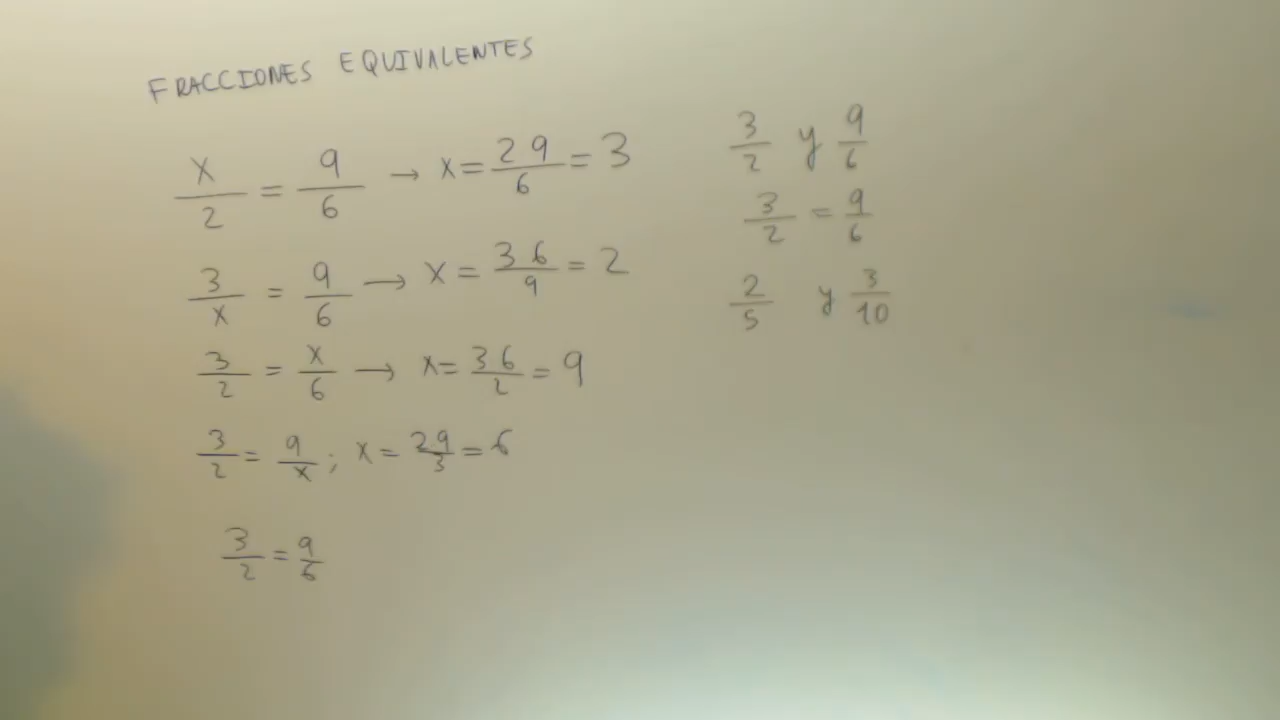 FRACCIONES EQUIVALENTES
x/2 = 9/6 → x = 2 9/6 = 3
3/x = 9/6 → x = 3 6/9 = 2
3/2 = x/6 → x = 3 6/2 = 9
3/2 = 9/x ; x = 2 9/3 = 6
3/2 = 9/6
3/2 y 9/6
3/2 = 9/6
2/5 y 3/10